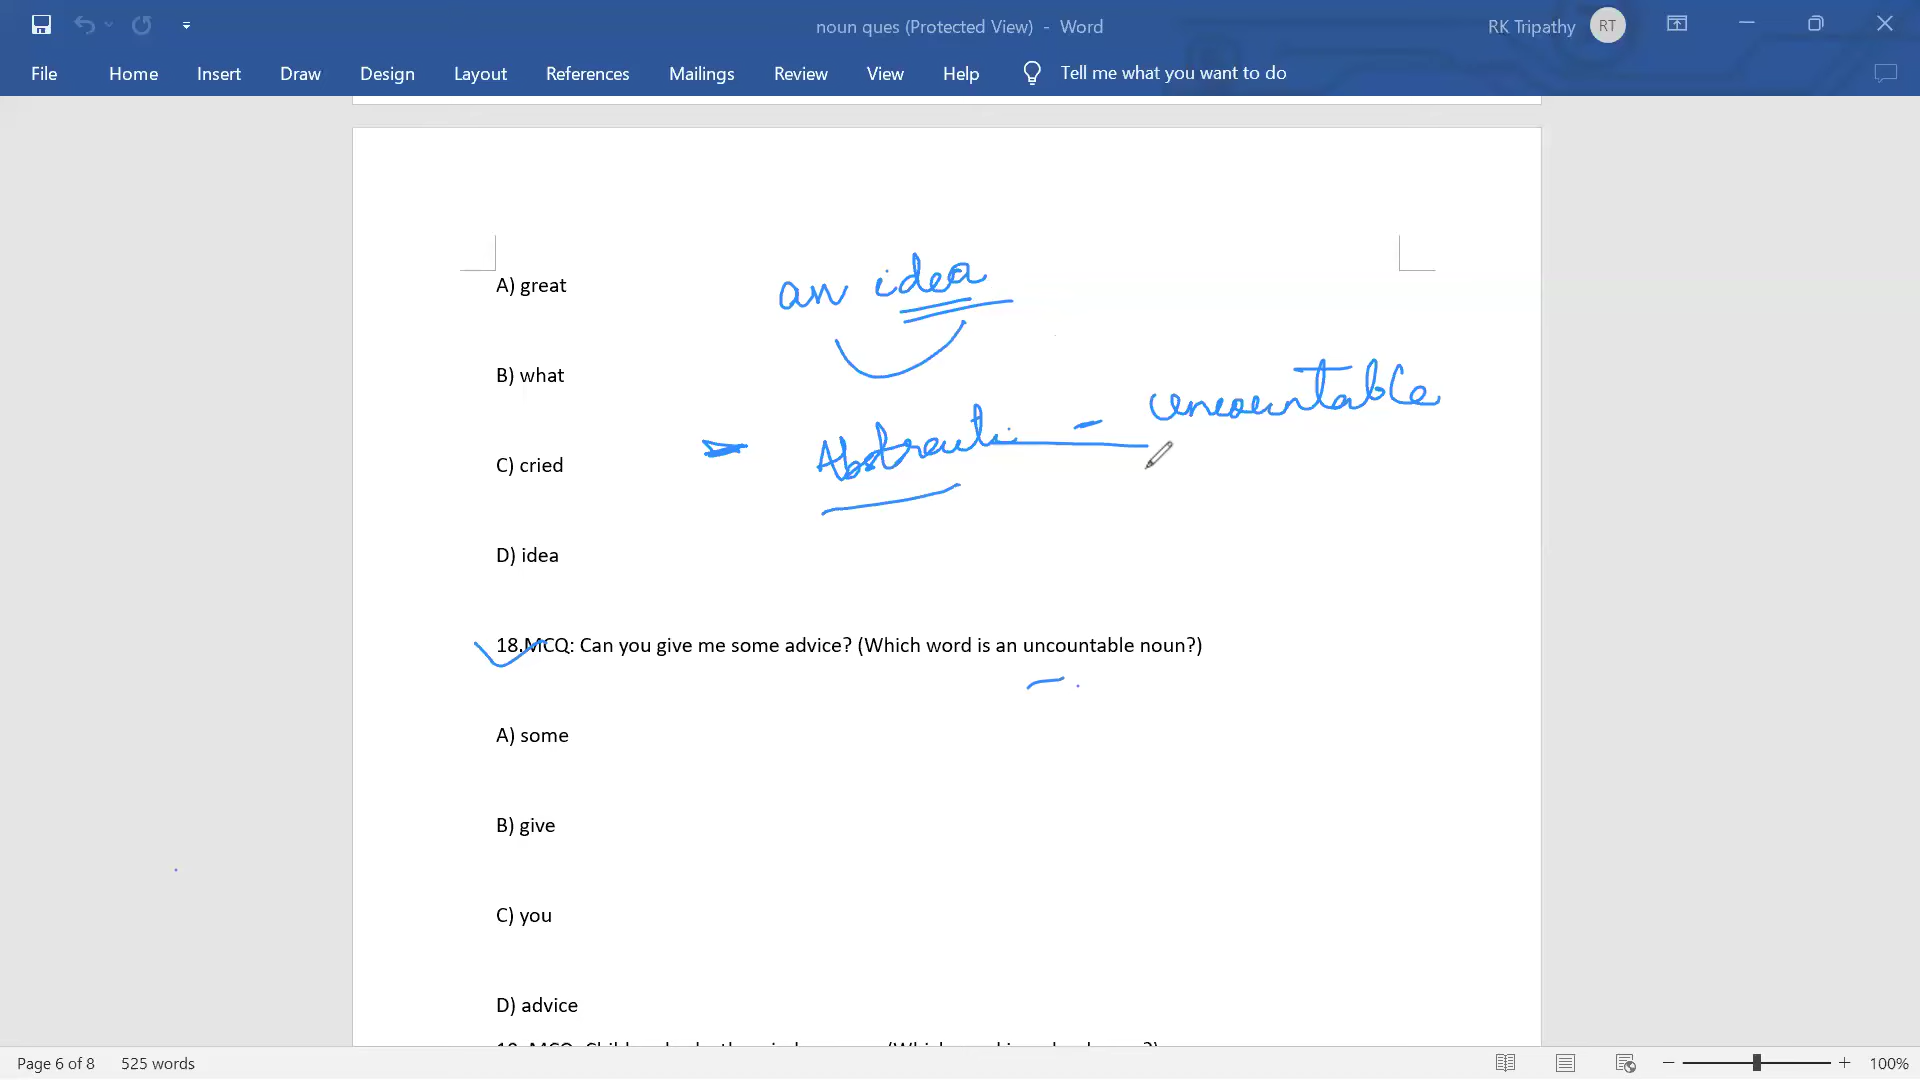 noun ques (Protected View) - Word
RK Tripathy RT
File Home Insert Draw Design Layout References Mailings Review View Help Tell me what you want to do
an idea
A) great
uncountable
B) what
Abstract -
C) cried
D) idea
18.MCQ: Can you give me some advice? (Which word is an uncountable noun?)
A) some
B) give
C) you
D) advice
Page 6 of 8 525 words 100%